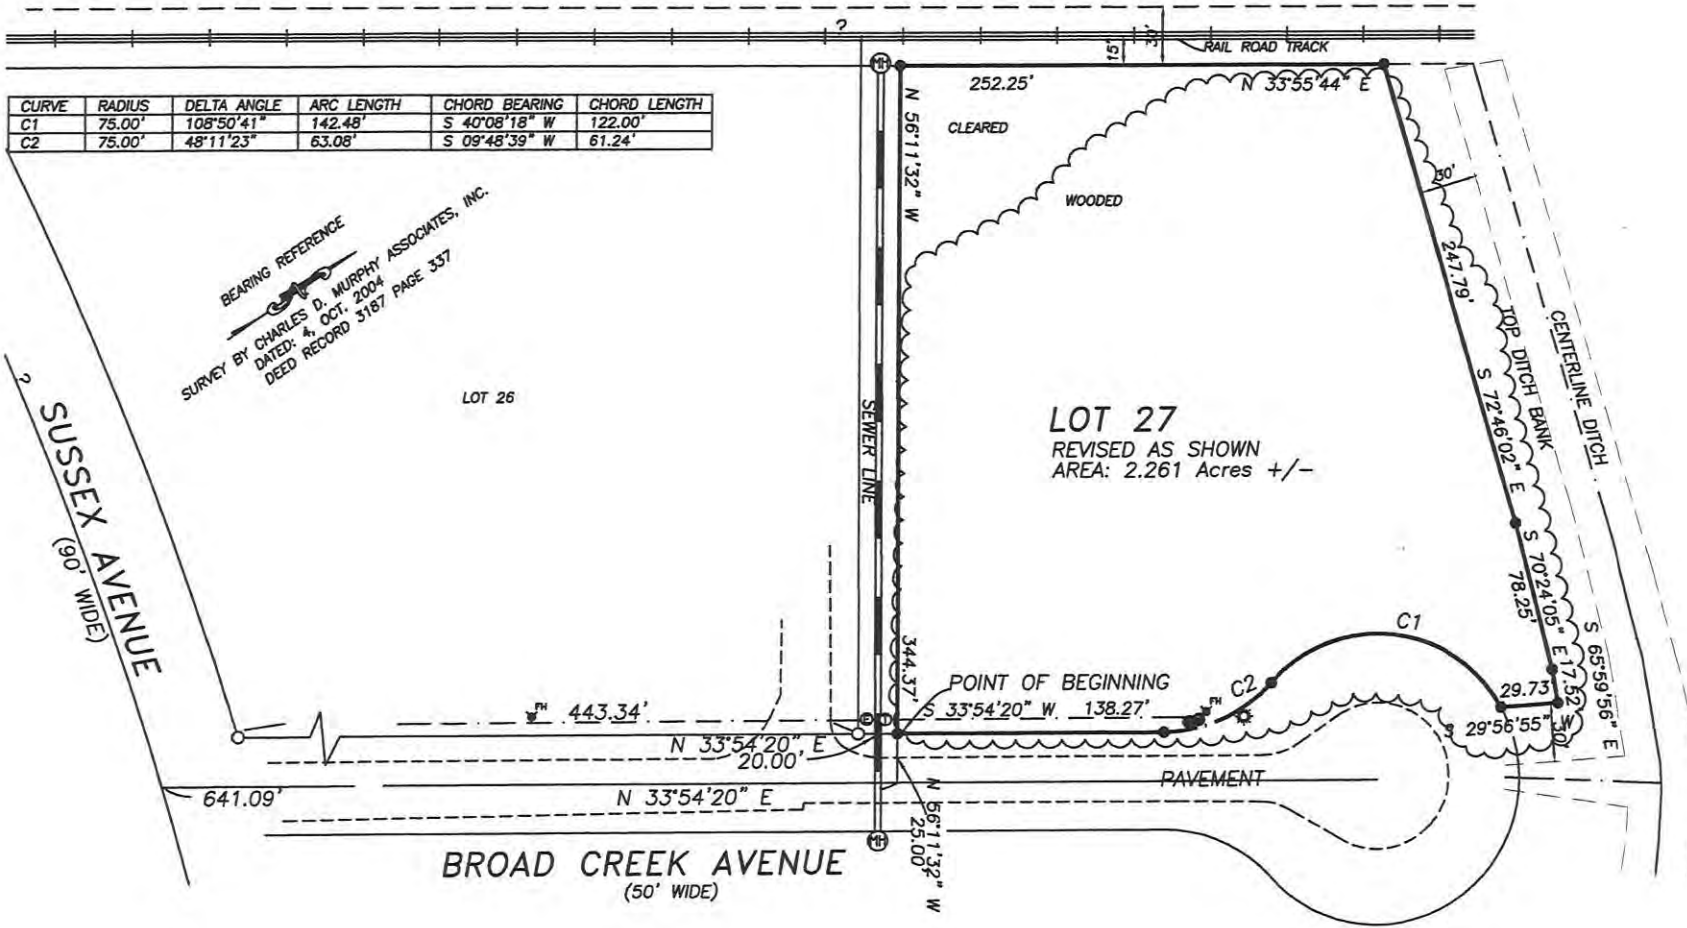 ?
RAIL ROAD TRACK
15'
30'
MH
252.25'
N 33°55'44" E
CURVE RADIUS DELTA ANGLE ARC LENGTH CHORD BEARING CHORD LENGTH
C1 75.00' 108°50'41" 142.48' S 40°08'18" W 122.00'
C2 75.00' 48°11'23" 63.08' S 09°48'39" W 61.24'
CLEARED
WOODED
N 56°11'32" W
344.37'
30'
247.79'
S 72°46'02" E
TOP DITCH BANK
CENTERLINE DITCH
BEARING REFERENCE
SURVEY BY CHARLES D. MURPHY ASSOCIATES, INC.
DATED: 4, OCT. 2004
DEED RECORD 3187 PAGE 337
LOT 26
?
SUSSEX AVENUE
(90' WIDE)
SEWER LINE
LOT 27
REVISED AS SHOWN
AREA: 2.261 Acres +/-
S 70°24'05" E
78.25'
S 65°59'56" E
17.52'
C1
C2
FH
29.73'
S 29°56'55" W
30'
POINT OF BEGINNING
S 33°54'20" W 138.27'
FH
443.34'
N 33°54'20" E
20.00'
641.09'
N 33°54'20" E
PAVEMENT
N 56°11'32" W
25.00'
MH
BROAD CREEK AVENUE
(50' WIDE)